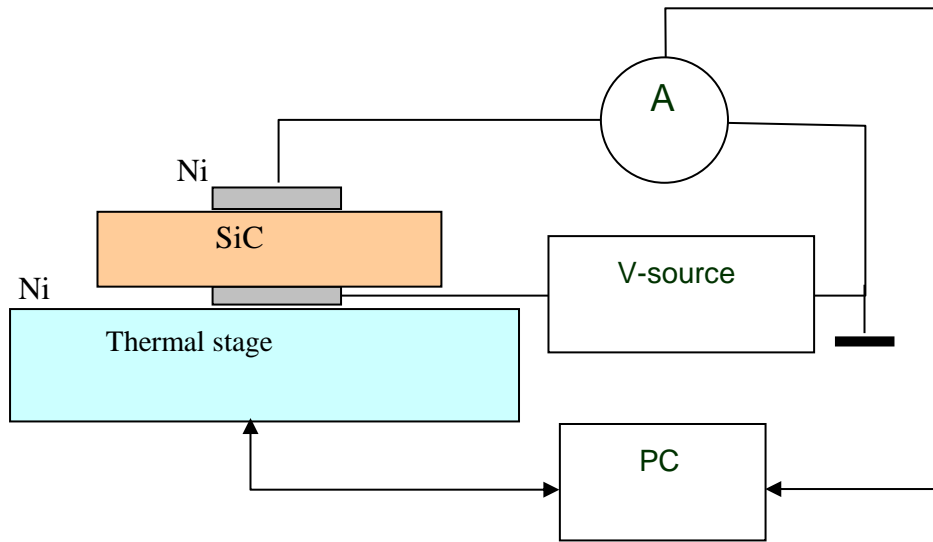 A
Ni
SiC
Ni
V-source
Thermal stage
PC